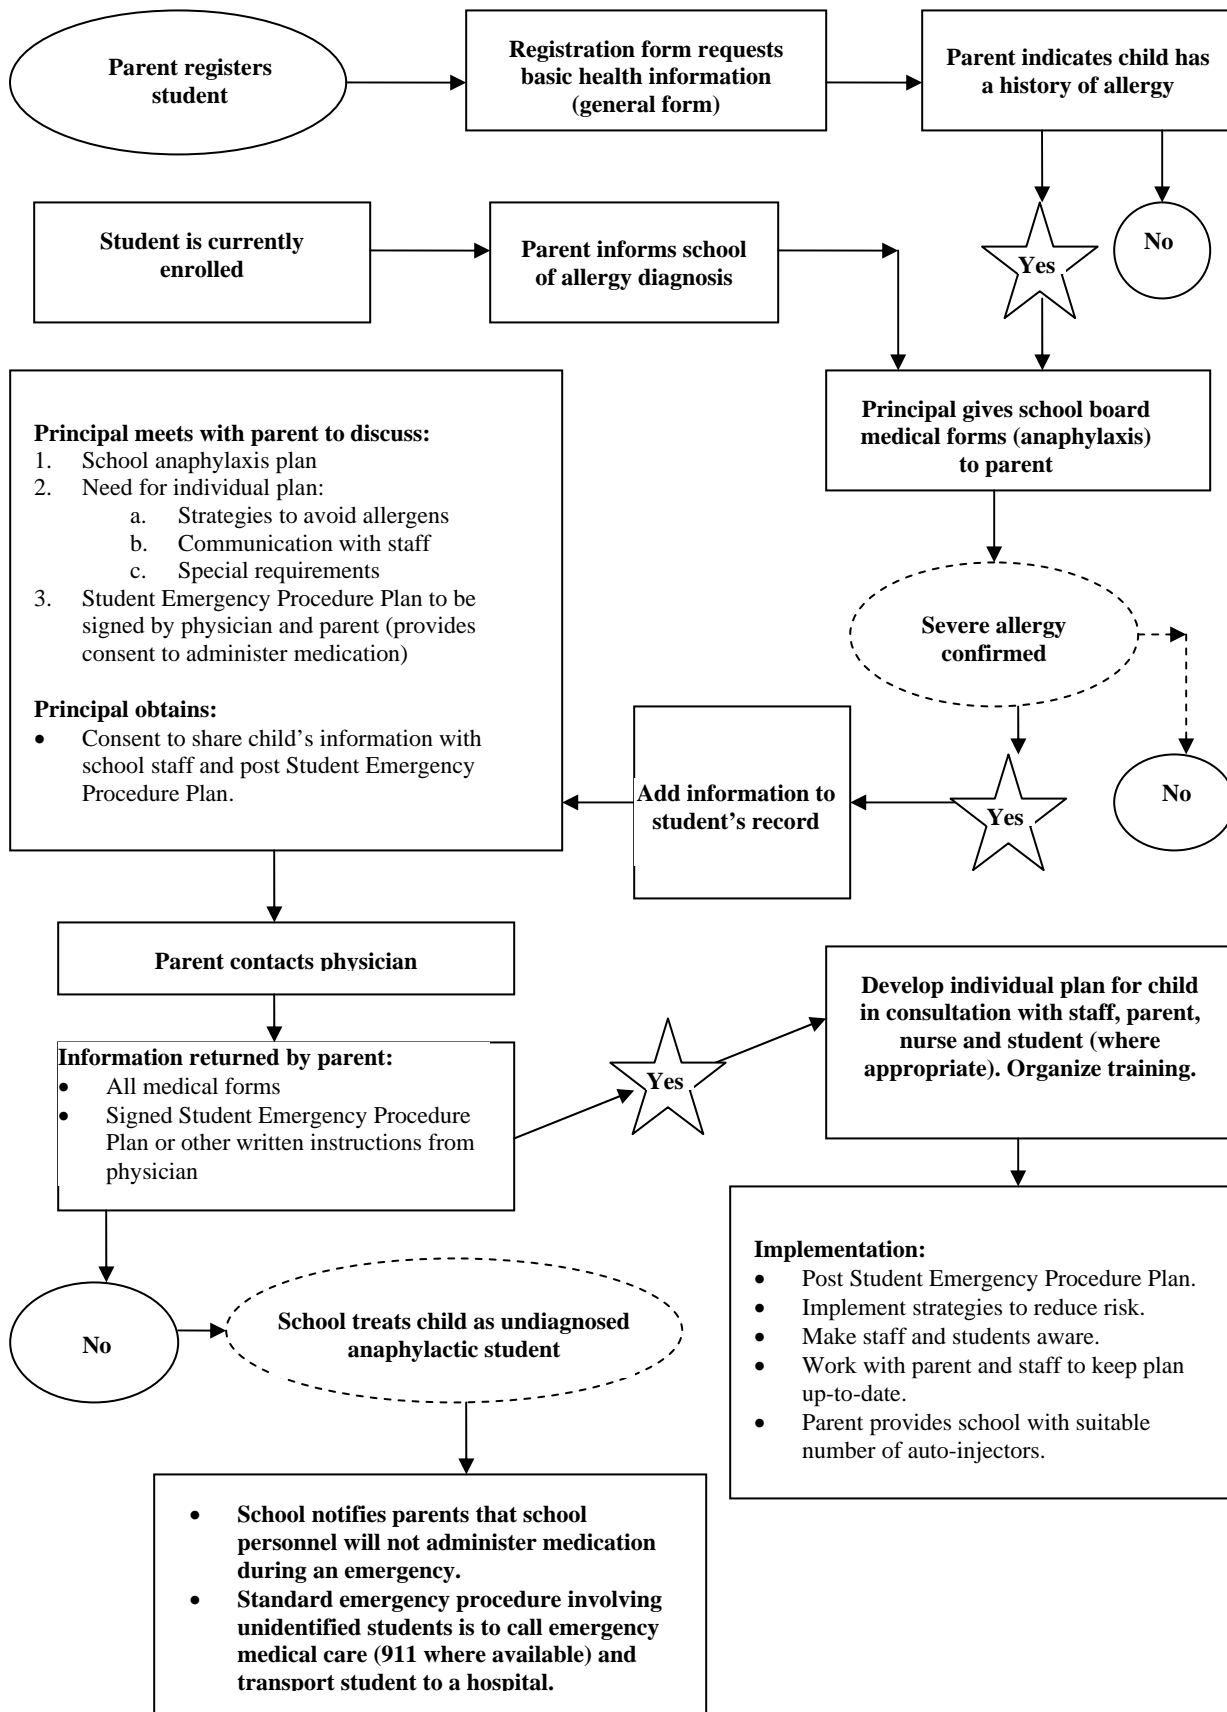 Parent registers
student
Registration form requests
basic health information
(general form)
Parent indicates child has
a history of allergy
Student is currently
enrolled
Parent informs school
of allergy diagnosis
Yes
No
Principal gives school board
medical forms (anaphylaxis)
to parent
Severe allergy
confirmed
Yes
No
Add information to
student's record
Principal meets with parent to discuss:
1. School anaphylaxis plan
2. Need for individual plan:
a. Strategies to avoid allergens
b. Communication with staff
c. Special requirements
3. Student Emergency Procedure Plan to be
signed by physician and parent (provides
consent to administer medication)
Principal obtains:
• Consent to share child's information with
school staff and post Student Emergency
Procedure Plan.
Parent contacts physician
Information returned by parent:
• All medical forms
• Signed Student Emergency Procedure
Plan or other written instructions from
physician
Yes
Develop individual plan for child
in consultation with staff, parent,
nurse and student (where
appropriate). Organize training.
Implementation:
• Post Student Emergency Procedure Plan.
• Implement strategies to reduce risk.
• Make staff and students aware.
• Work with parent and staff to keep plan
up-to-date.
• Parent provides school with suitable
number of auto-injectors.
No
School treats child as undiagnosed
anaphylactic student
• School notifies parents that school
personnel will not administer medication
during an emergency.
• Standard emergency procedure involving
unidentified students is to call emergency
medical care (911 where available) and
transport student to a hospital.